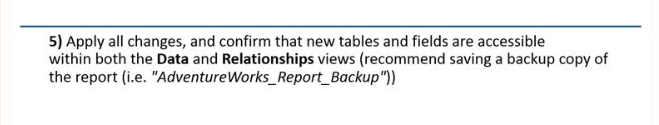 5) Apply all changes, and confirm that new tables and fields are accessible
within both the Data and Relationships views (recommend saving a backup copy of
the report (i.e. "AdventureWorks_Report_Backup"))